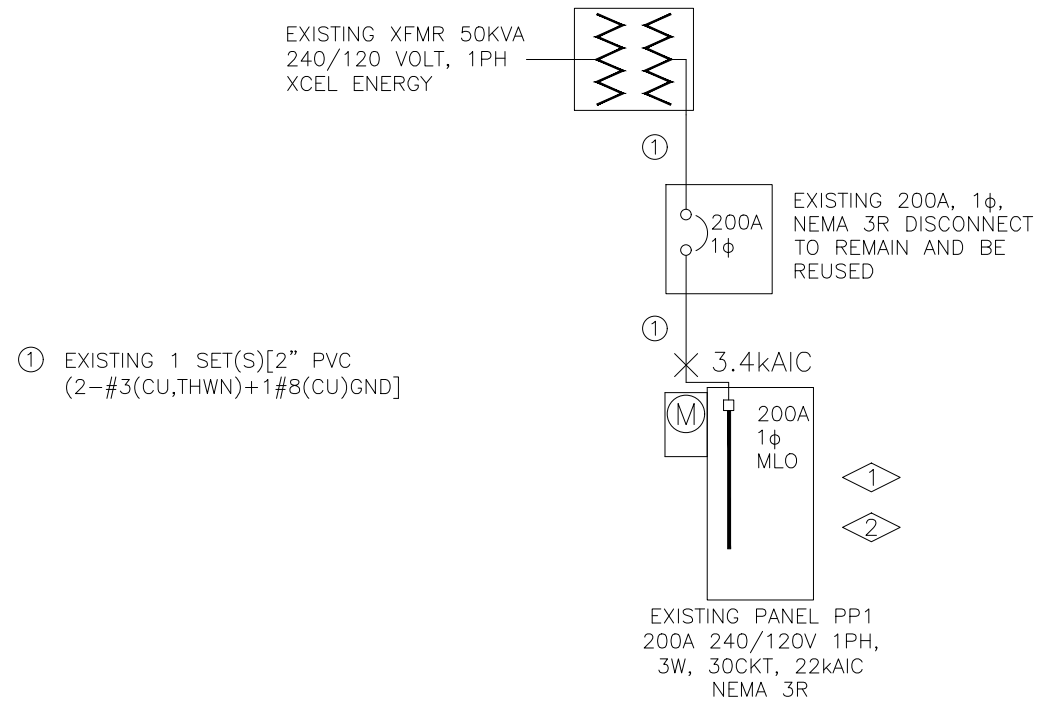 EXISTING XFMR 50KVA
240/120 VOLT, 1PH
XCEL ENERGY
1
200A
1ϕ
EXISTING 200A, 1ϕ,
NEMA 3R DISCONNECT
TO REMAIN AND BE
REUSED
1
1 EXISTING 1 SET(S)[2” PVC
(2-#3(CU,THWN)+1#8(CU)GND]
3.4kAIC
M
200A
1ϕ
MLO
1
2
EXISTING PANEL PP1
200A 240/120V 1PH,
3W, 30CKT, 22kAIC
NEMA 3R